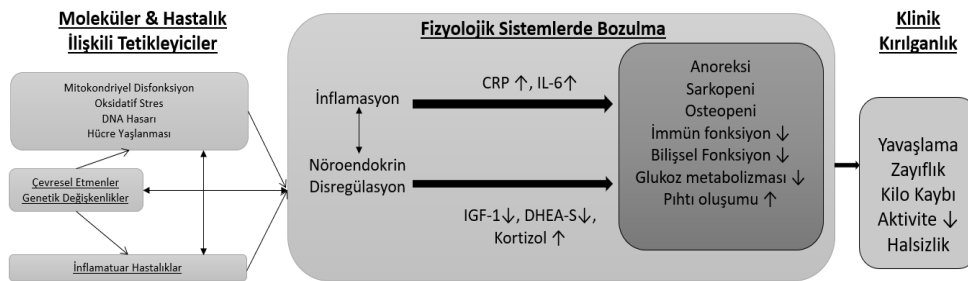 Moleküler & Hastalık
İlişkili Tetikleyiciler
Mitokondriyel Disfonksiyon
Oksidatif Stres
DNA Hasarı
Hücre Yaşlanması
Çevresel Etmenler
Genetik Değişkenlikler
İnflamatuar Hastalıklar
Fizyolojik Sistemlerde Bozulma
İnflamasyon
Nöroendokrin
Disregülasyon
CRP ↑, IL-6↑
IGF-1↓, DHEA-S↓,
Kortizol ↑
Anoreksi
Sarkopeni
Osteopeni
İmmün fonksiyon ↓
Bilişsel Fonksiyon ↓
Glukoz metabolizması ↓
Pıhtı oluşumu ↑
Klinik
Kırılganlık
Yavaşlama
Zayıflık
Kilo Kaybı
Aktivite ↓
Halsizlik